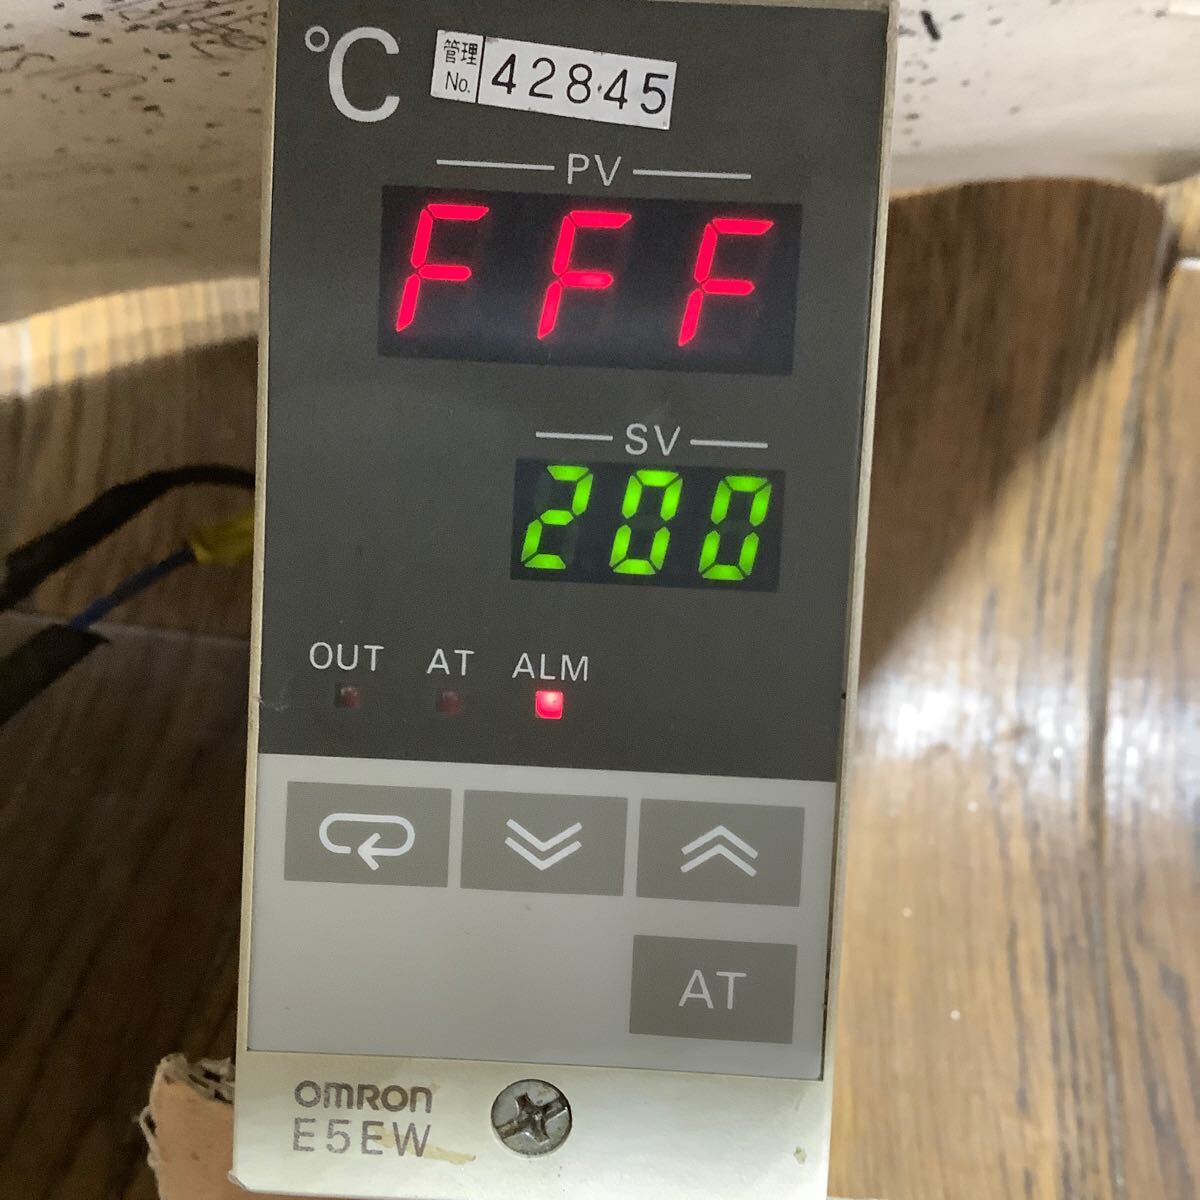 °C
管理 No. 42845
PV
FFF
SV
200
OUT AT ALM
AT
OMRON
E5EW